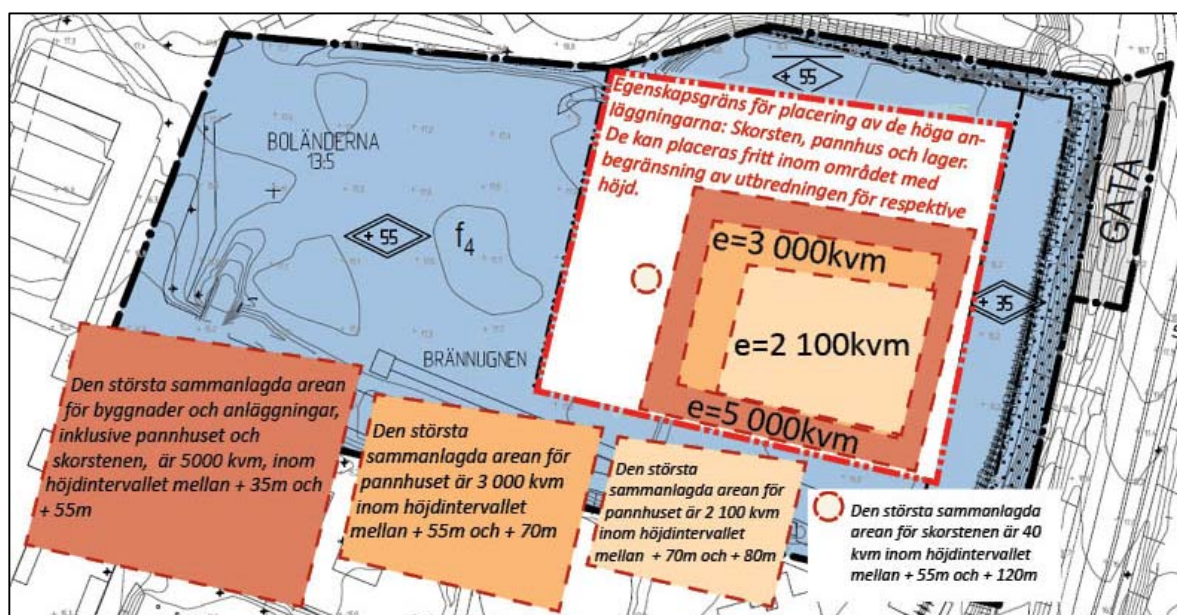 + 55
Egenskapsgräns för placering av de höga an-
läggningarna: Skorsten, pannhus och lager.
De kan placeras fritt inom området med
begränsning av utbredningen för respektive
höjd.
BOLÄNDERNA
13:5
+ 55
f4
GATA
e=3 000kvm
+ 35
e=2 100kvm
BRÄNNUGNEN
e=5 000kvm
Den största sammanlagda arean
för byggnader och anläggningar,
inklusive pannhuset och
skorstenen, är 5000 kvm, inom
höjdintervallet mellan + 35m och
+ 55m
Den största
sammanlagda arean för
pannhuset är 3 000 kvm
inom höjdintervallet
mellan + 55m och + 70m
Den största
sammanlagda arean för
pannhuset är 2 100 kvm
inom höjdintervallet
mellan + 70m och + 80m
Den största sammanlagda
arean för skorstenen är 40
kvm inom höjdintervallet
mellan + 55m och + 120m